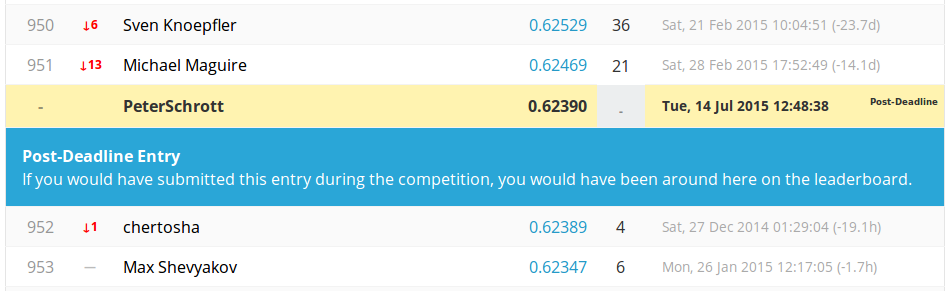 950 ↓6 Sven Knoepfler 0.62529 36 Sat, 21 Feb 2015 10:04:51 (-23.7d)
951 ↓13 Michael Maguire 0.62469 21 Sat, 28 Feb 2015 17:52:49 (-14.1d)
- PeterSchrott 0.62390 - Tue, 14 Jul 2015 12:48:38 Post-Deadline
Post-Deadline Entry
If you would have submitted this entry during the competition, you would have been around here on the leaderboard.
952 ↓1 chertosha 0.62389 4 Sat, 27 Dec 2014 01:29:04 (-19.1h)
953 — Max Shevyakov 0.62347 6 Mon, 26 Jan 2015 12:17:05 (-1.7h)